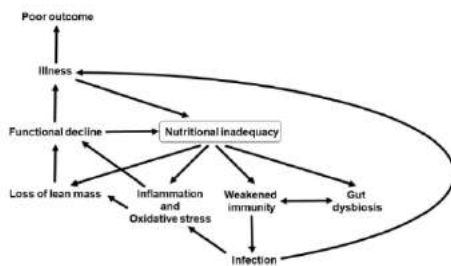 Poor outcome
Illness
Functional decline
Nutritional inadequacy
Loss of lean mass
Inflammation
and
Oxidative stress
Weakened
immunity
Gut
dysbiosis
Infection